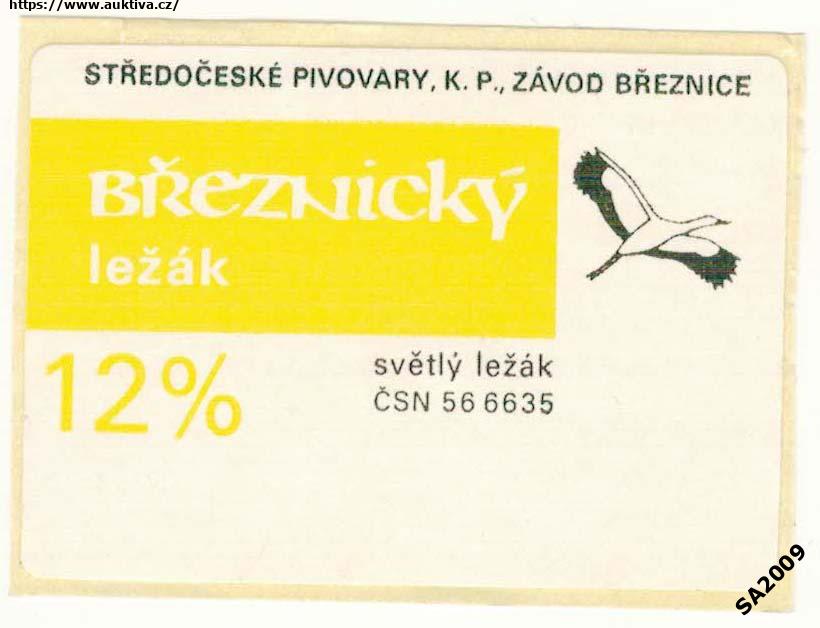 https://www.auktiva.cz/
STŘEDOČESKÉ PIVOVARY, K. P., ZÁVOD BŘEZNICE
BŘEZNICKÝ
ležák
12%
světlý ležák
ČSN 56 6635
SA2009